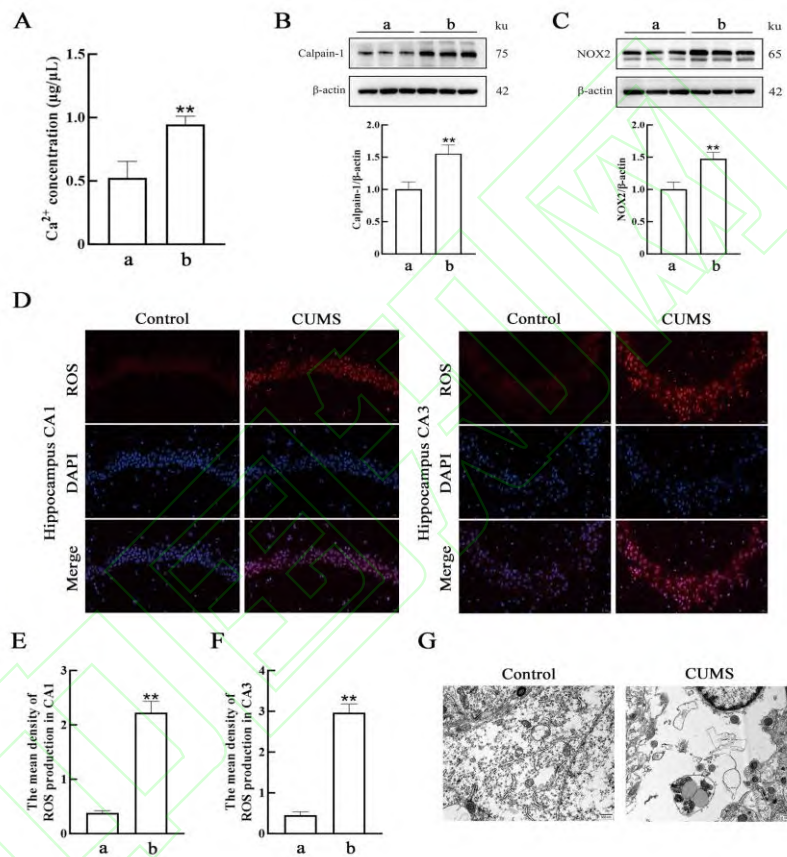 A
Ca²⁺ concentration (μg/μL)
1.5
1.0
0.5
0
**
a
b
B
a
b
ku
Calpain-1
75
β-actin
42
Calpain-1/β-actin
2.0
1.5
1.0
0.5
0
**
a
b
C
a
b
ku
NOX2
65
β-actin
42
NOX2/β-actin
2.0
1.5
1.0
0.5
0
**
a
b
D
Control
CUMS
Hippocampus CA1
ROS
DAPI
Merge
Control
CUMS
Hippocampus CA3
ROS
DAPI
Merge
E
The mean density of
ROS production in CA1
3
2
1
0
**
a
b
F
The mean density of
ROS production in CA3
4
3
2
1
0
**
a
b
G
Control
CUMS